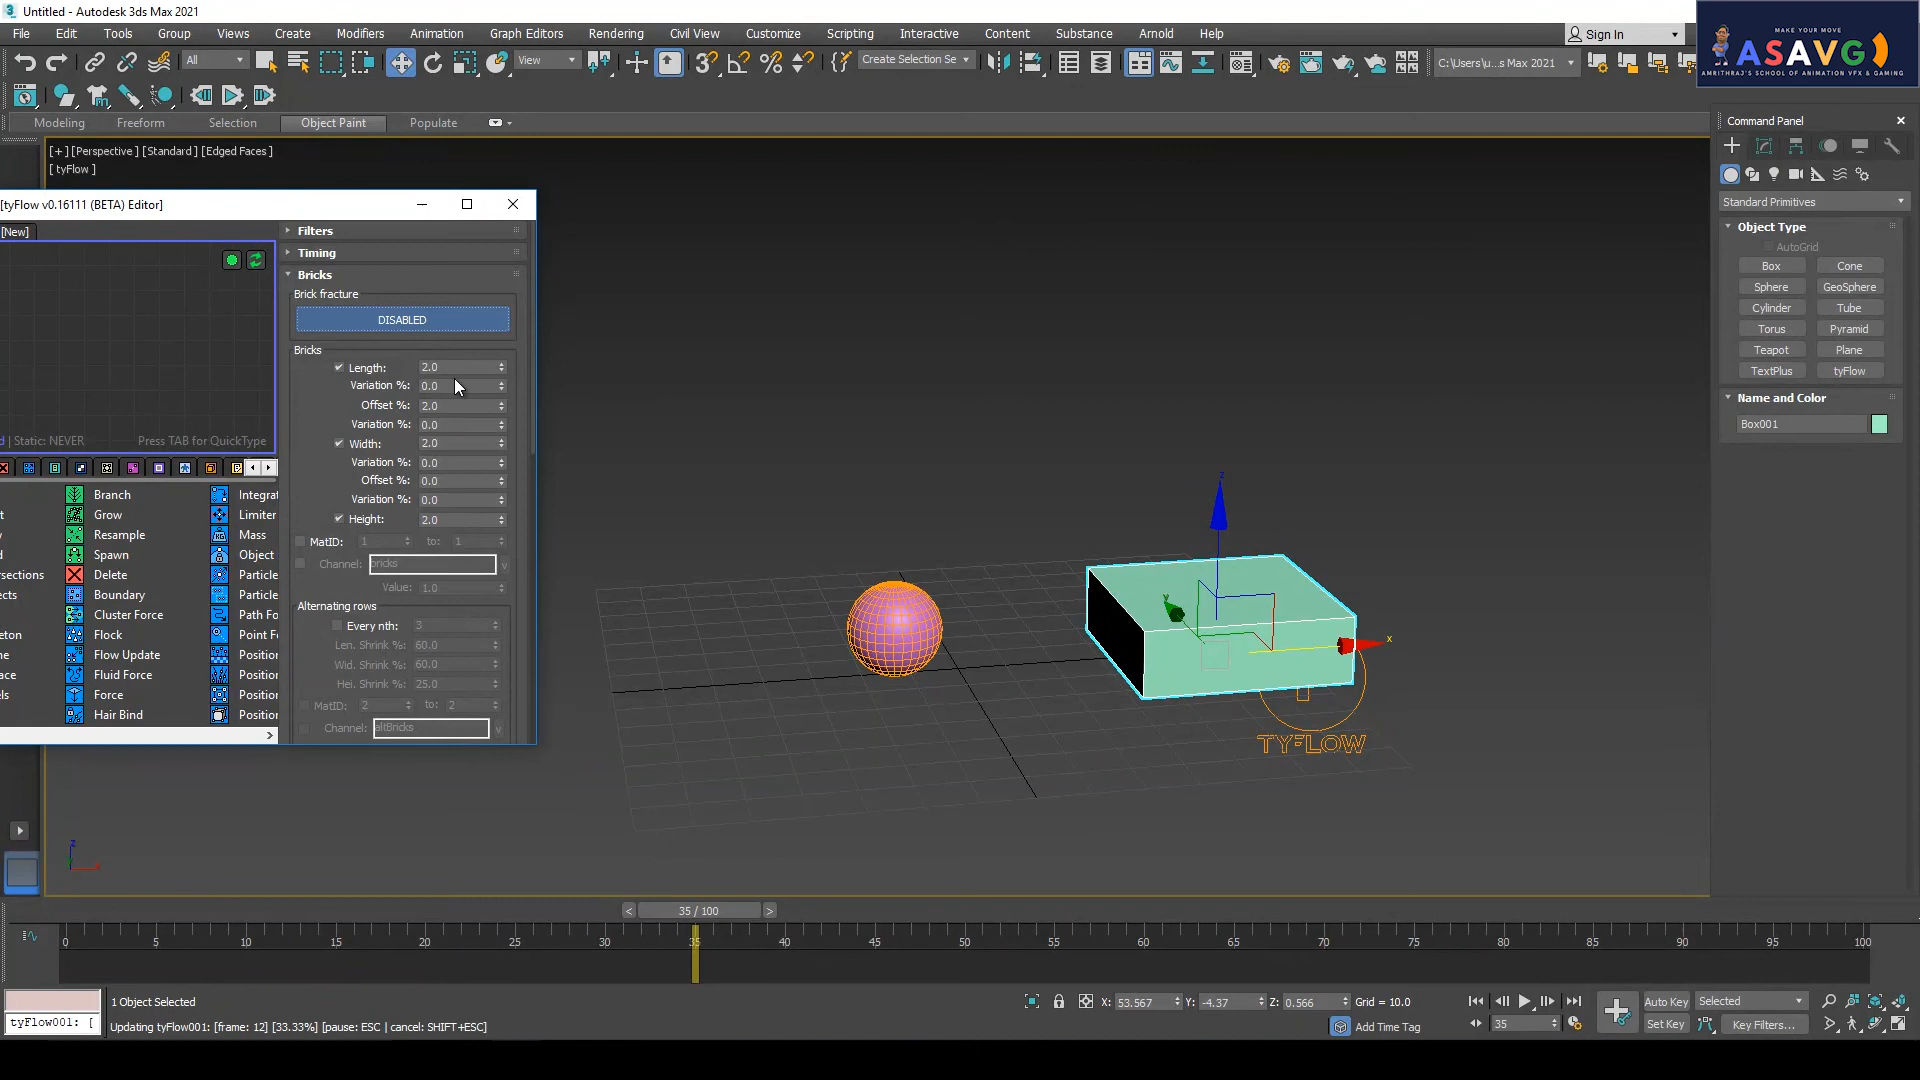 Untitled - Autodesk 3ds Max 2021
File Edit Tools Group Views Create Modifiers Animation Graph Editors Rendering Civil View Customize Scripting Interactive Content Substance Arnold Help
Sign In
MAKE YOUR MOVE
ASAVG
AMRITHRAJ'S SCHOOL OF ANIMATION VFX & GAMING
All
View
Create Selection Se
C:\Users\u...s Max 2021
Modeling Freeform Selection Object Paint Populate
[+] [Perspective] [Standard] [Edged Faces]
[ tyFlow ]
[tyFlow v0.16111 (BETA) Editor]
[New]
Filters
Timing
Bricks
Brick fracture
DISABLED
Bricks
Length: 2.0
Variation %: 0.0
Offset %: 2.0
Variation %: 0.0
Width: 2.0
Variation %: 0.0
Offset %: 0.0
Variation %: 0.0
Height: 2.0
MatID: 1 to: 1
Channel: bricks
Value: 1.0
Alternating rows
Every nth: 3
Len. Shrink %: 60.0
Wid. Shrink %: 60.0
Hei. Shrink %: 25.0
MatID: 2 to: 2
Channel: altBricks
| Static: NEVER Press TAB for QuickType
Branch Integrat
Grow Limiter
Resample Mass
Spawn Object
sections Delete Particle
Boundary Particle
Cluster Force Path Fo
Flock Point F
Flow Update Positio
Fluid Force Positio
Force Positio
Hair Bind Positio
z
y
x
TYFLOW
z
Command Panel
Standard Primitives
Object Type
AutoGrid
Box Cone
Sphere GeoSphere
Cylinder Tube
Torus Pyramid
Teapot Plane
TextPlus tyFlow
Name and Color
Box001
< 35 / 100 >
0 5 10 15 20 25 30 35 40 45 50 55 60 65 70 75 80 85 90 95 100
1 Object Selected
X: 53.567 Y: -4.37 Z: 0.566 Grid = 10.0
Auto Key Selected
tyFlow001: [
Updating tyFlow001: [frame: 12] [33.33%] [pause: ESC | cancel: SHIFT+ESC]
Add Time Tag
35
Set Key Key Filters...